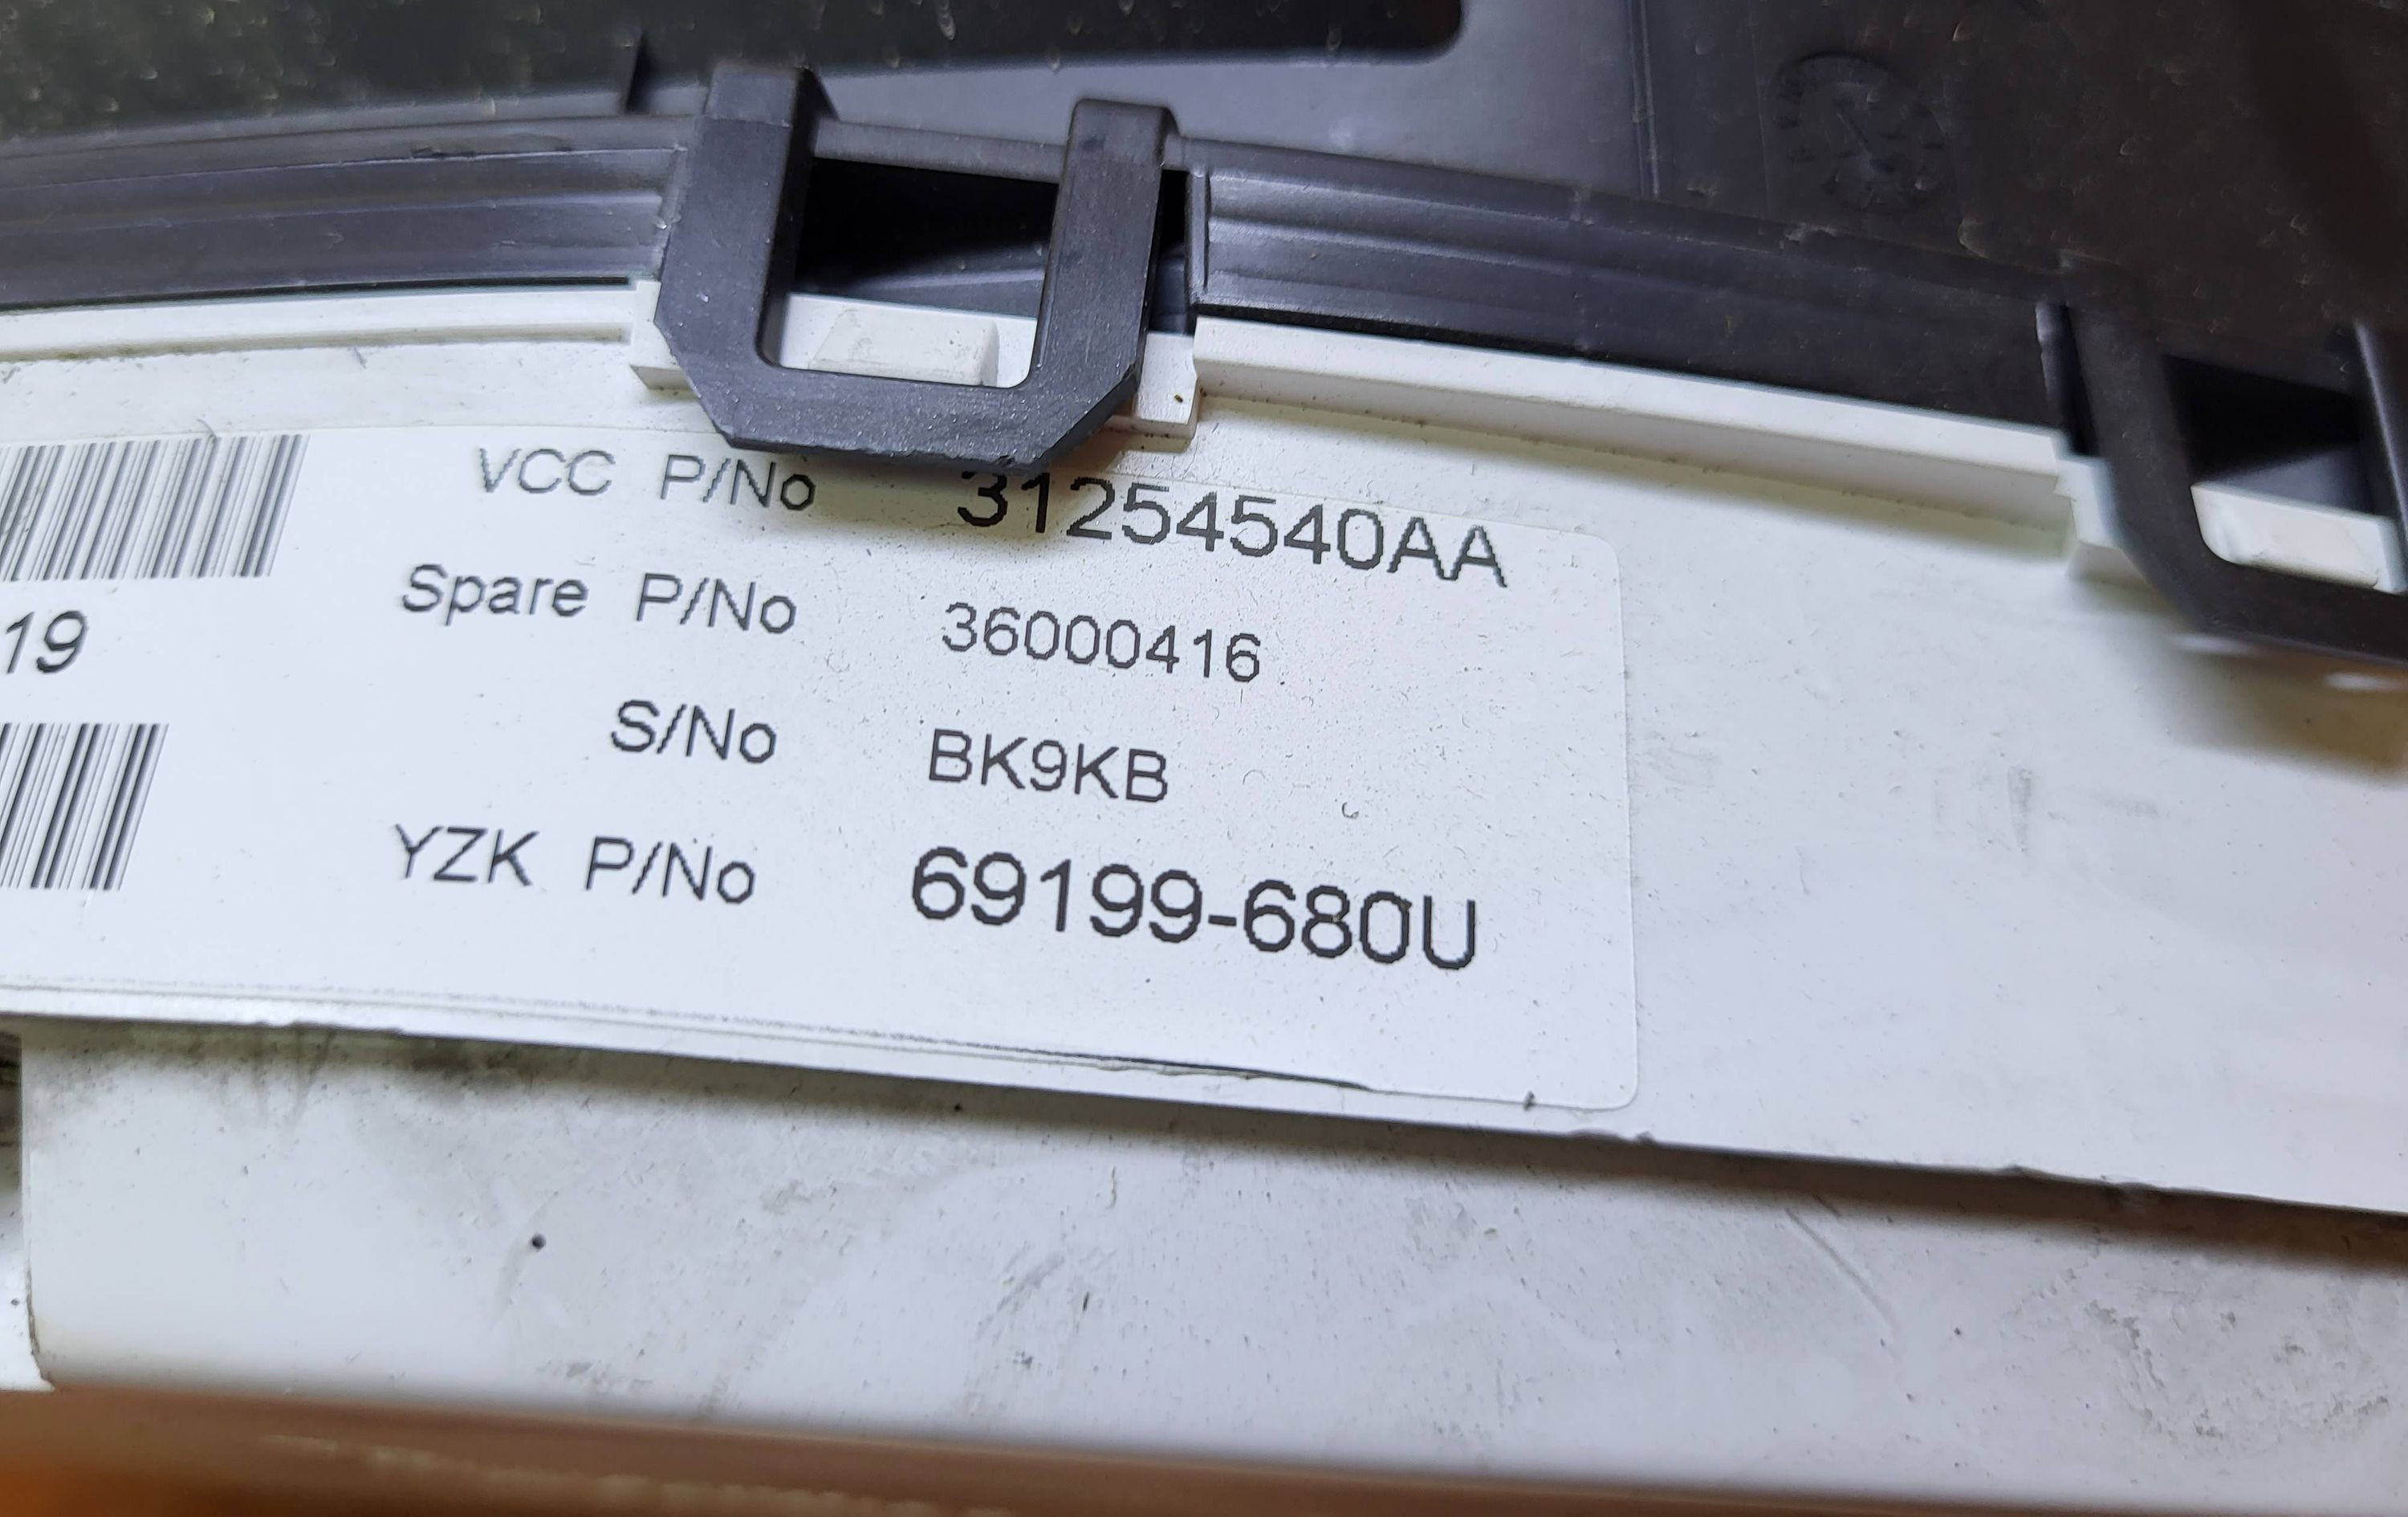 VCC P/No 31254540AA
Spare P/No 36000416
19
S/No BK9KB
YZK P/No 69199-680U